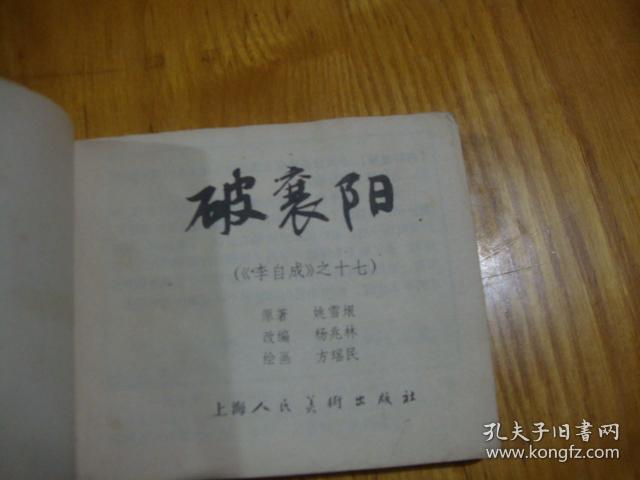 破襄阳
(《李自成》之十七)
原著 姚雪垠
改编 杨兆林
绘画 方瑶民
上海人民美术出版社
孔夫子旧书网
www.kongfz.com